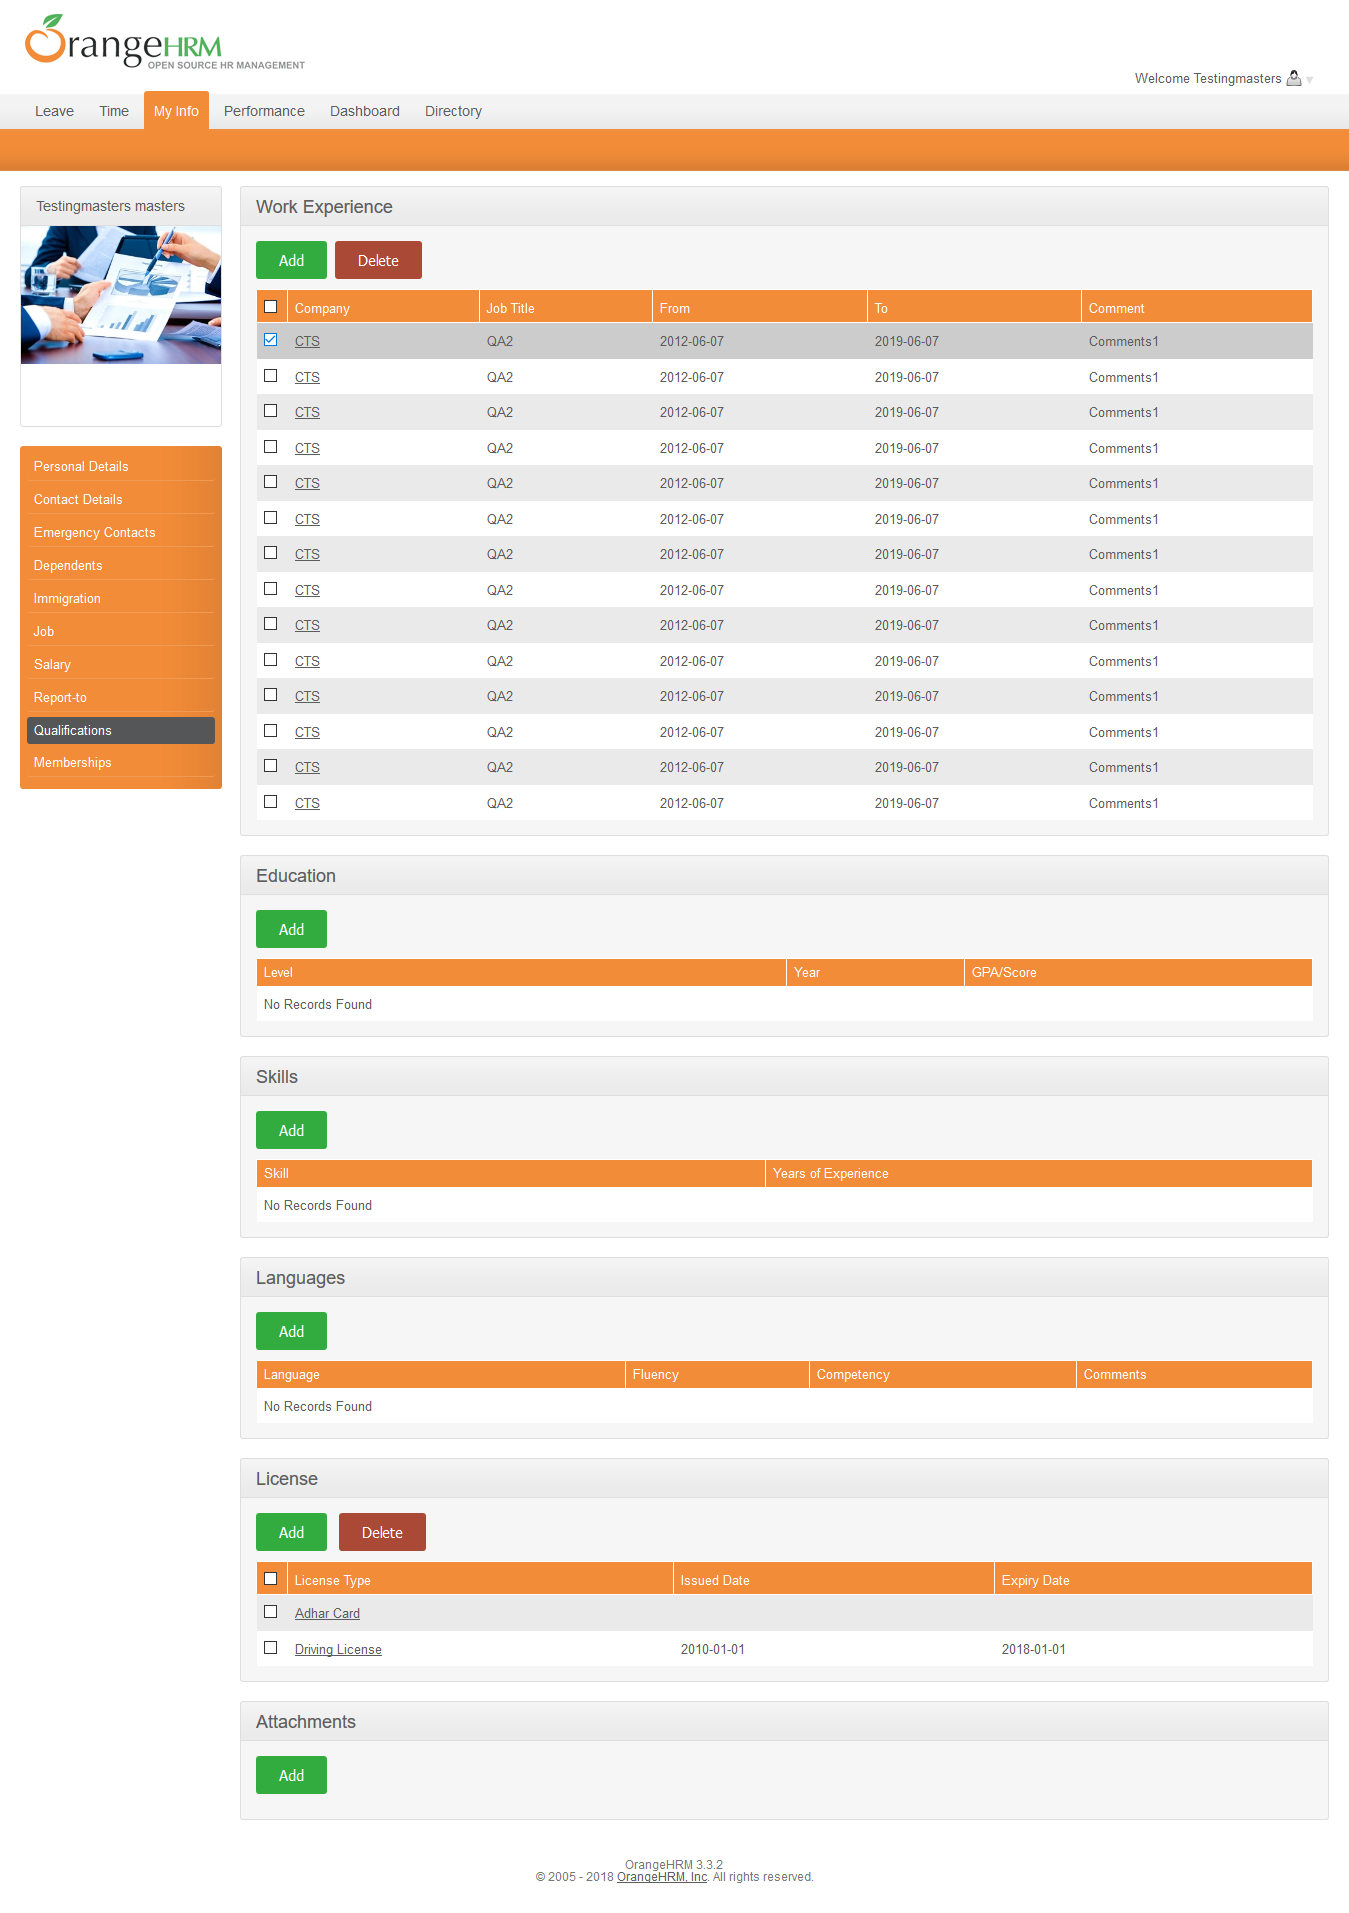 OrangeHRM
OPEN SOURCE HR MANAGEMENT
Welcome Testingmasters
Leave Time My Info Performance Dashboard Directory
Testingmasters masters
Personal Details
Contact Details
Emergency Contacts
Dependents
Immigration
Job
Salary
Report-to
Qualifications
Memberships
Work Experience
Add Delete
Company Job Title From To Comment
CTS QA2 2012-06-07 2019-06-07 Comments1
CTS QA2 2012-06-07 2019-06-07 Comments1
CTS QA2 2012-06-07 2019-06-07 Comments1
CTS QA2 2012-06-07 2019-06-07 Comments1
CTS QA2 2012-06-07 2019-06-07 Comments1
CTS QA2 2012-06-07 2019-06-07 Comments1
CTS QA2 2012-06-07 2019-06-07 Comments1
CTS QA2 2012-06-07 2019-06-07 Comments1
CTS QA2 2012-06-07 2019-06-07 Comments1
CTS QA2 2012-06-07 2019-06-07 Comments1
CTS QA2 2012-06-07 2019-06-07 Comments1
CTS QA2 2012-06-07 2019-06-07 Comments1
CTS QA2 2012-06-07 2019-06-07 Comments1
CTS QA2 2012-06-07 2019-06-07 Comments1
Education
Add
Level Year GPA/Score
No Records Found
Skills
Add
Skill Years of Experience
No Records Found
Languages
Add
Language Fluency Competency Comments
No Records Found
License
Add Delete
License Type Issued Date Expiry Date
Adhar Card
Driving License 2010-01-01 2018-01-01
Attachments
Add
OrangeHRM 3.3.2
© 2005 - 2018 OrangeHRM, Inc. All rights reserved.